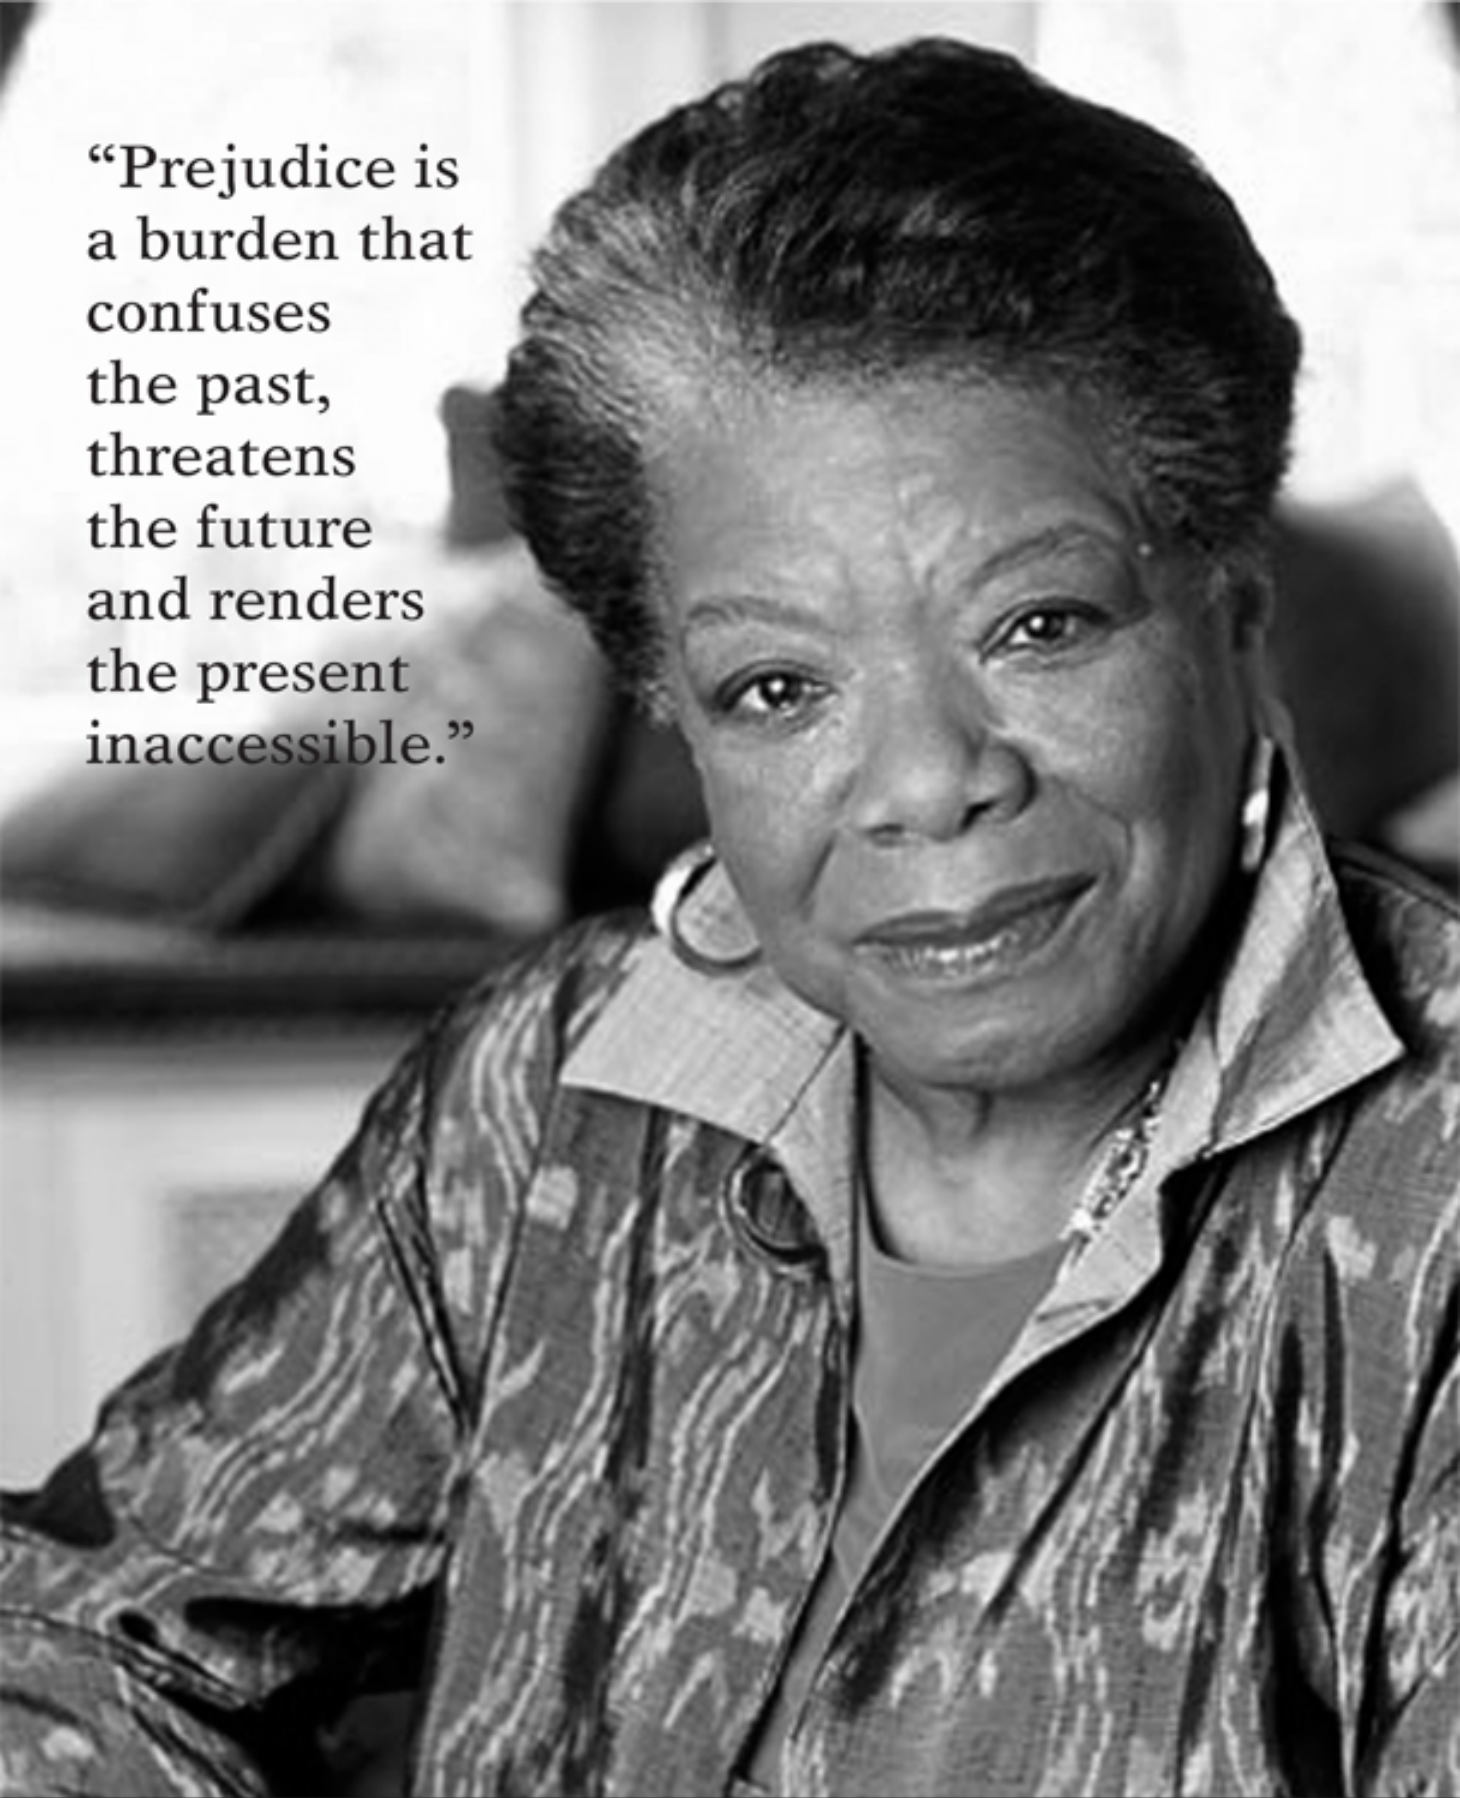 “Prejudice is
a burden that
confuses
the past,
threatens
the future
and renders
the present
inaccessible.”